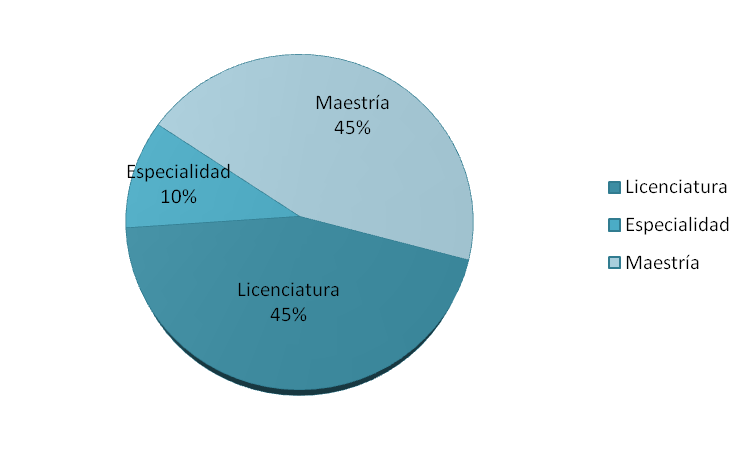 Maestría
45%
Especialidad
10%
Licenciatura
45%
Licenciatura
Especialidad
Maestría